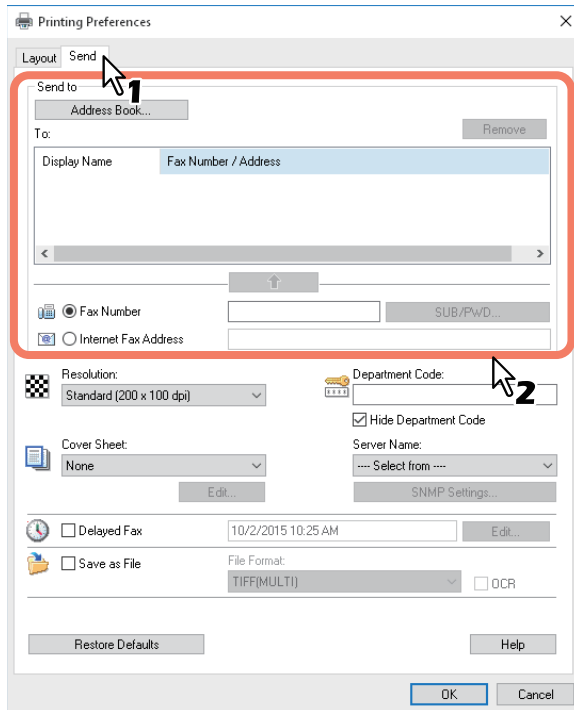 Printing Preferences
Layout Send
1
Send to
Address Book...
To:
Remove
Display Name Fax Number / Address
Fax Number
SUB/PWD...
Internet Fax Address
2
Resolution:
Standard (200 x 100 dpi)
Department Code:
Hide Department Code
Cover Sheet:
None
Edit...
Server Name:
---- Select from ----
SNMP Settings...
Delayed Fax
10/2/2015 10:25 AM
Edit...
Save as File
File Format:
TIFF(MULTI)
OCR
Restore Defaults
Help
OK
Cancel